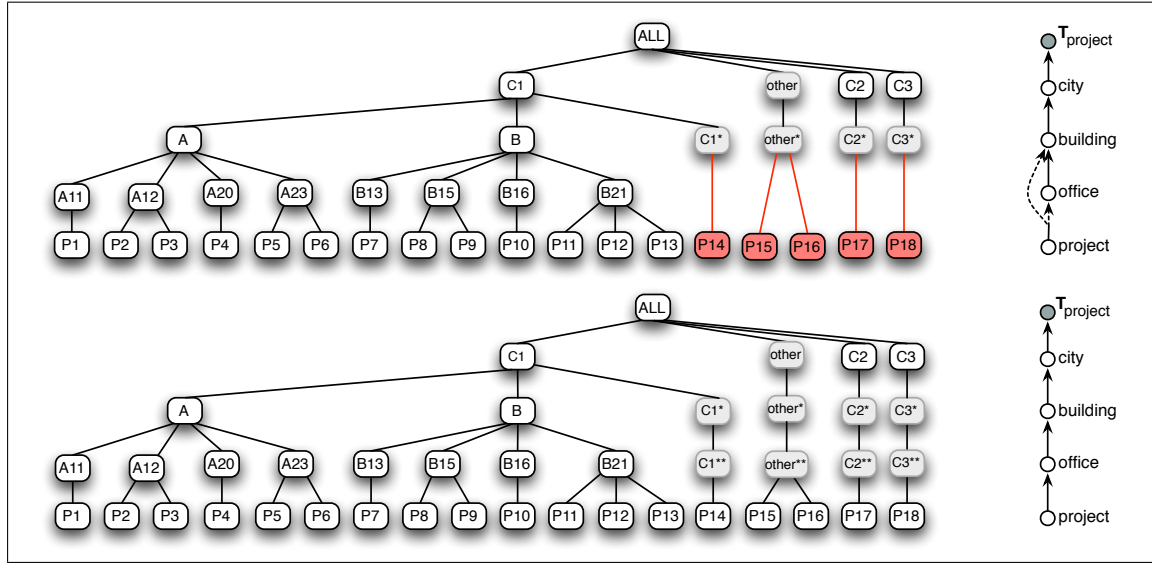 ALL
T project
C1 other C2 C3
city
A B C1* other* C2* C3*
building
A11 A12 A20 A23 B13 B15 B16 B21
office
P1 P2 P3 P4 P5 P6 P7 P8 P9 P10 P11 P12 P13 P14 P15 P16 P17 P18
project
ALL
T project
C1 other C2 C3
city
A B C1* other* C2* C3*
building
A11 A12 A20 A23 B13 B15 B16 B21 C1** other** C2** C3**
office
P1 P2 P3 P4 P5 P6 P7 P8 P9 P10 P11 P12 P13 P14 P15 P16 P17 P18
project